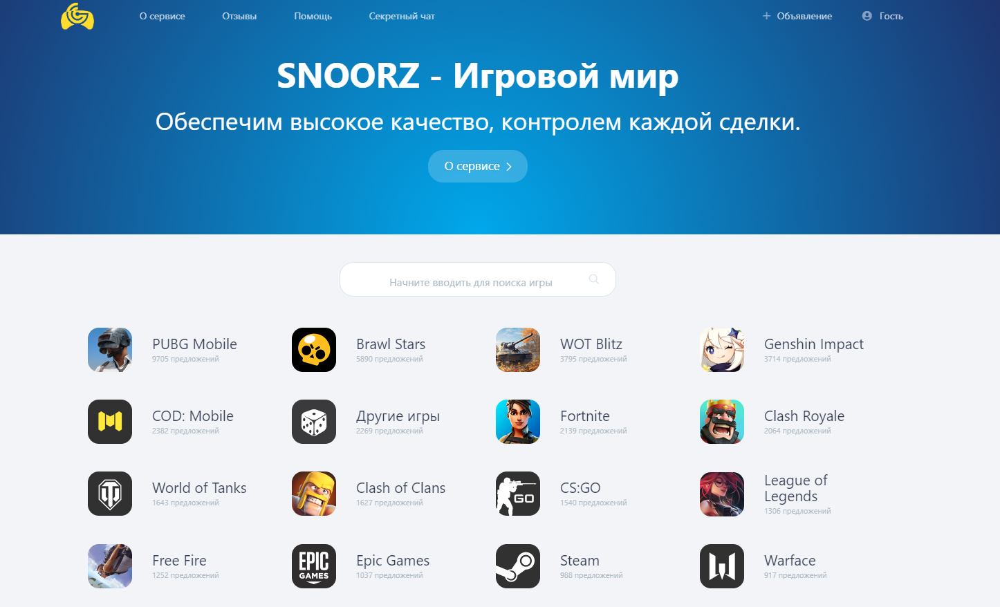 О сервисе
Отзывы
Помощь
Секретный чат
Объявление
Гость
SNOORZ - Игровой мир
Обеспечим высокое качество, контролем каждой сделки.
О сервисе
Начните вводить для поиска игры
PUBG Mobile
9705 предложений
Brawl Stars
5890 предложений
WOT Blitz
3795 предложений
Genshin Impact
3714 предложений
COD: Mobile
2382 предложений
Другие игры
2269 предложений
Fortnite
2139 предложений
Clash Royale
2064 предложений
World of Tanks
1643 предложений
Clash of Clans
1627 предложений
GO
CS:GO
1540 предложений
League of
Legends
1306 предложений
Free Fire
1252 предложений
EPIC
GAMES
Epic Games
1037 предложений
Steam
988 предложений
Warface
917 предложений